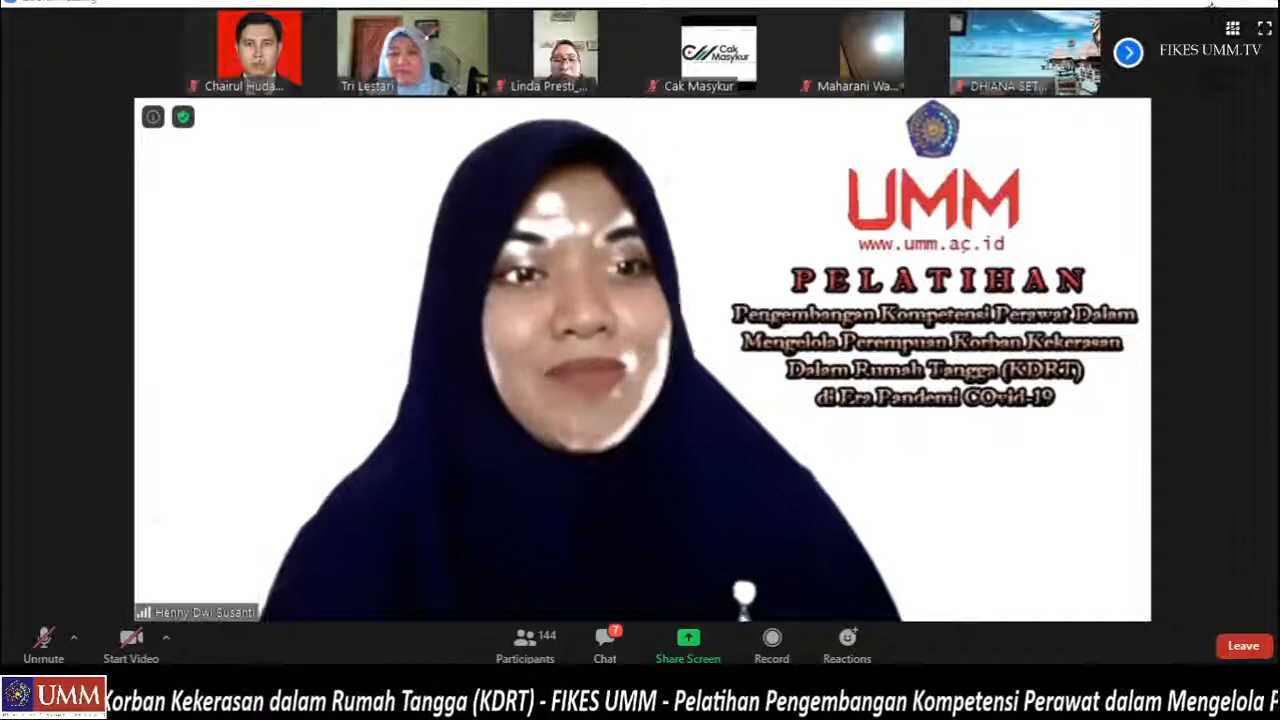 FIKES UMM.TV
Chairul Huda...
Tri Lestari
Linda Presti_...
Cak
Masykur
Cak Masykur
Maharani Wa...
DHIANA SET...
UMM
www.umm.ac.id
PELATIHAN
Pengembangan Kompetensi Perawat Dalam
Mengelola Perempuan Korban Kekerasan
Dalam Rumah Tangga (KDRT)
di Era Pandemi COvid-19
Henny Dwi Susanti
Unmute
Start Video
144
Participants
7
Chat
Share Screen
Record
Reactions
Leave
UMM
Korban Kekerasan dalam Rumah Tangga (KDRT) - FIKES UMM - Pelatihan Pengembangan Kompetensi Perawat dalam Mengelola P